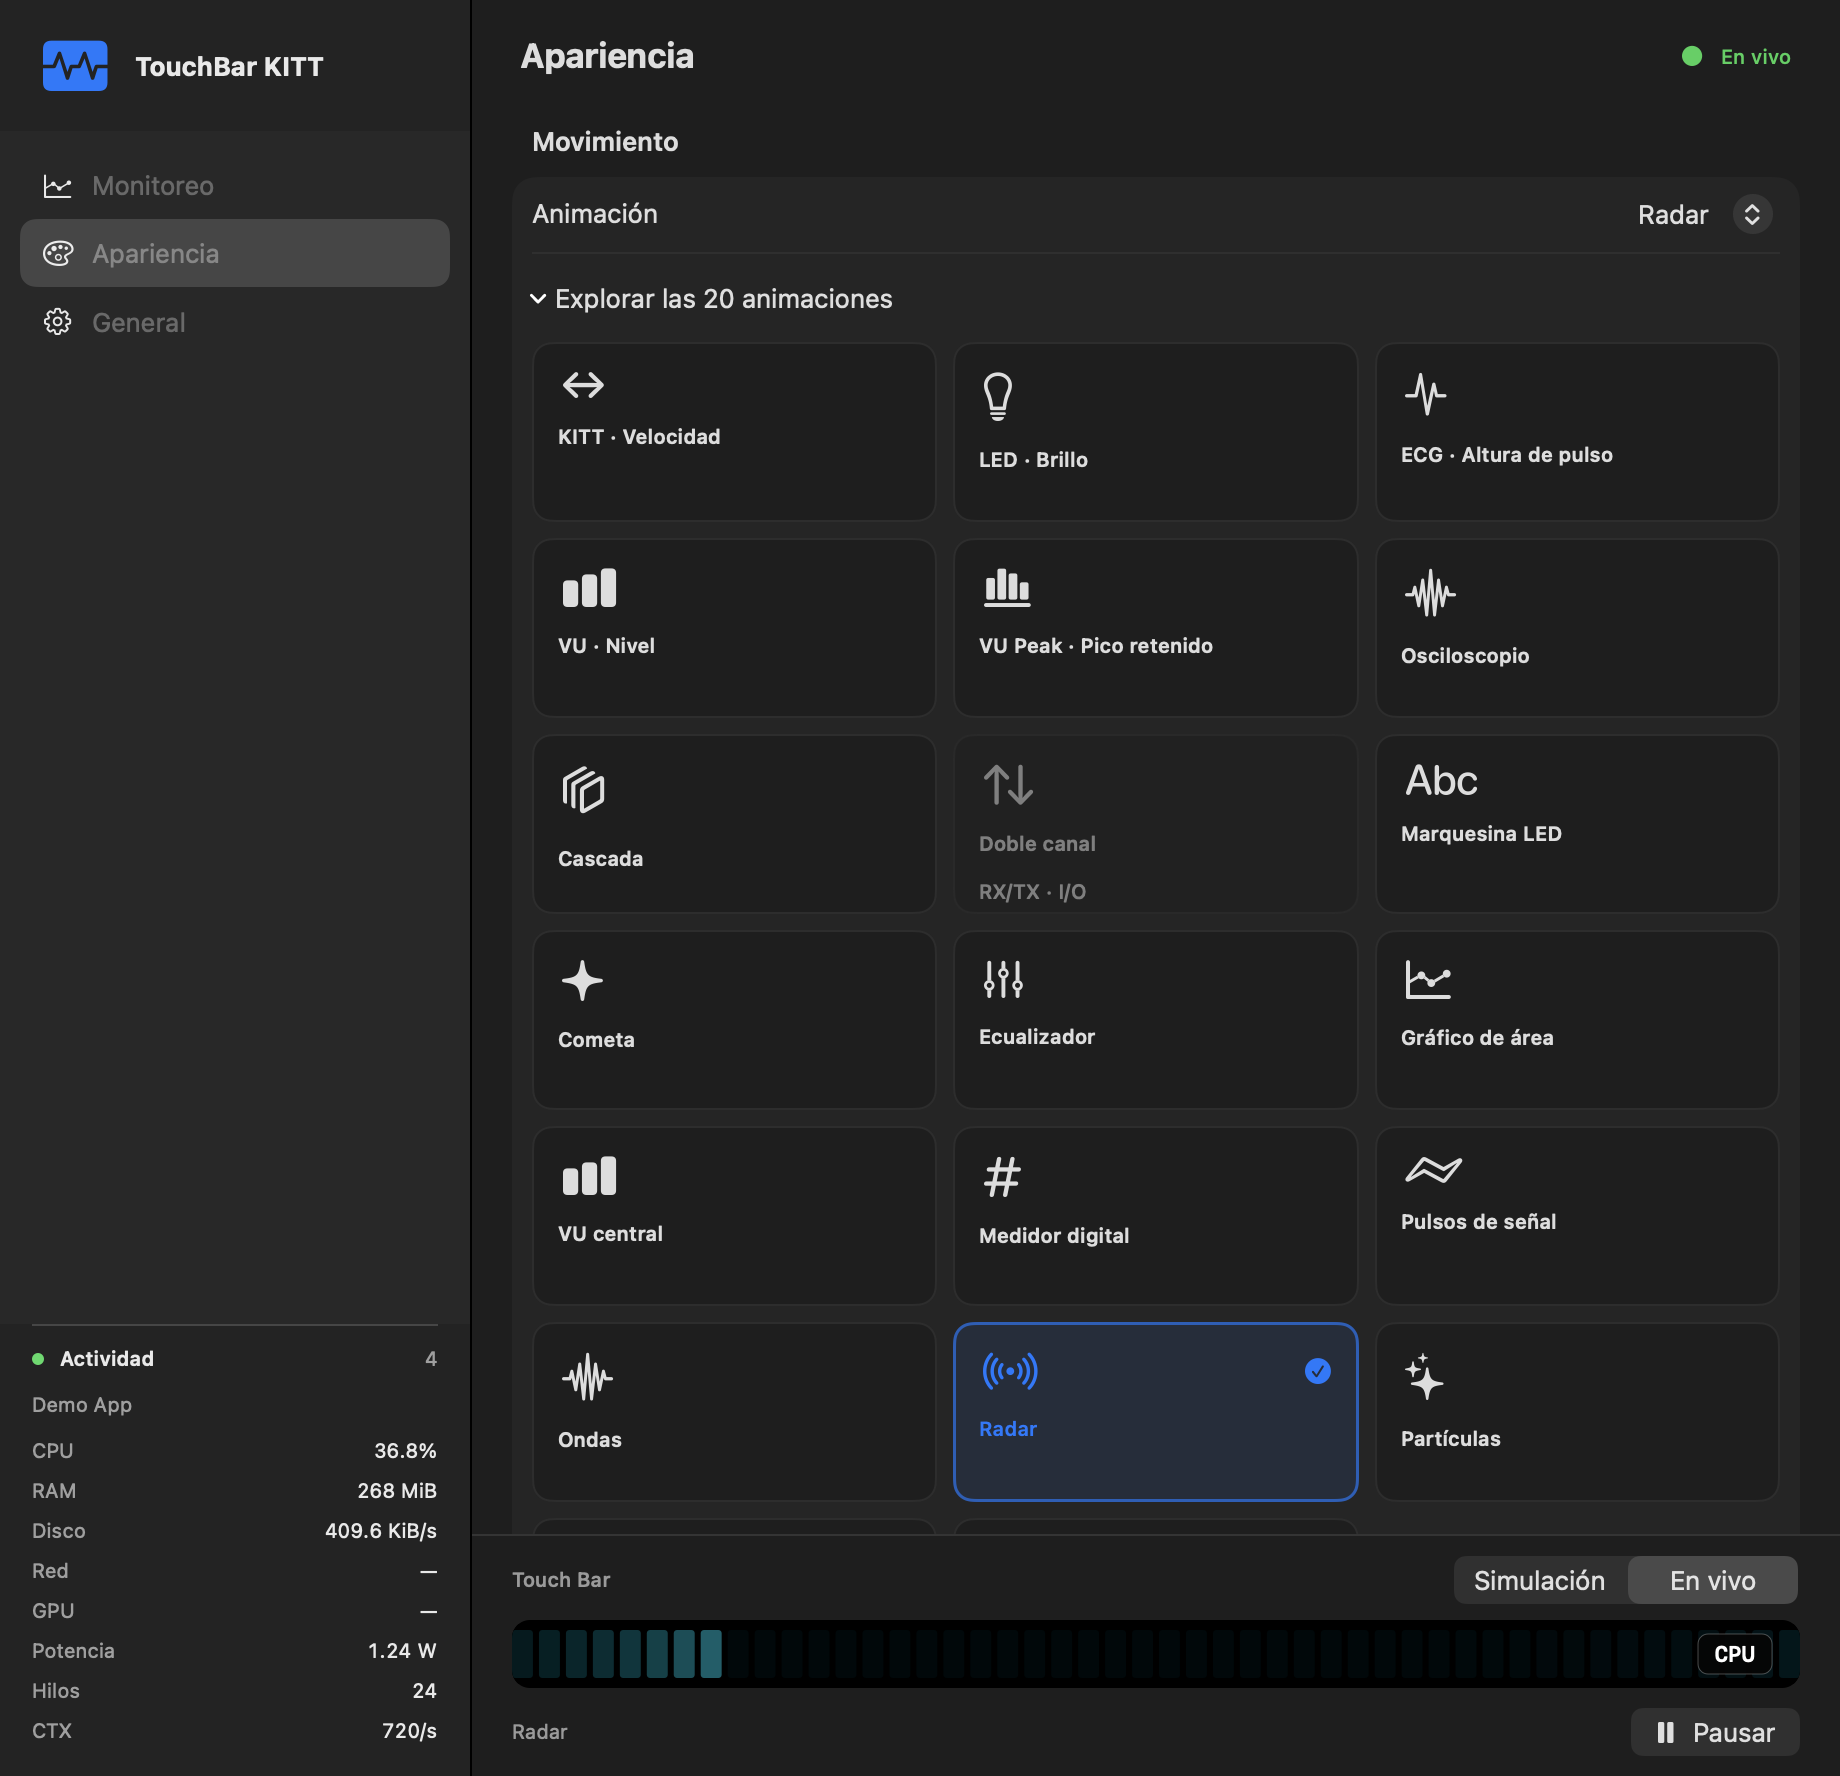 TouchBar KITT
Monitoreo
Apariencia
General
Actividad 4
Demo App
CPU 36.8%
RAM 268 MiB
Disco 409.6 KiB/s
Red —
GPU —
Potencia 1.24 W
Hilos 24
CTX 720/s
Apariencia
En vivo
Movimiento
Animación Radar
Explorar las 20 animaciones
KITT · Velocidad
LED · Brillo
ECG · Altura de pulso
VU · Nivel
VU Peak · Pico retenido
Osciloscopio
Cascada
Doble canal
RX/TX · I/O
Abc
Marquesina LED
Cometa
Ecualizador
Gráfico de área
VU central
#
Medidor digital
Pulsos de señal
Ondas
Radar
Partículas
Touch Bar
Simulación En vivo
CPU
Radar
Pausar